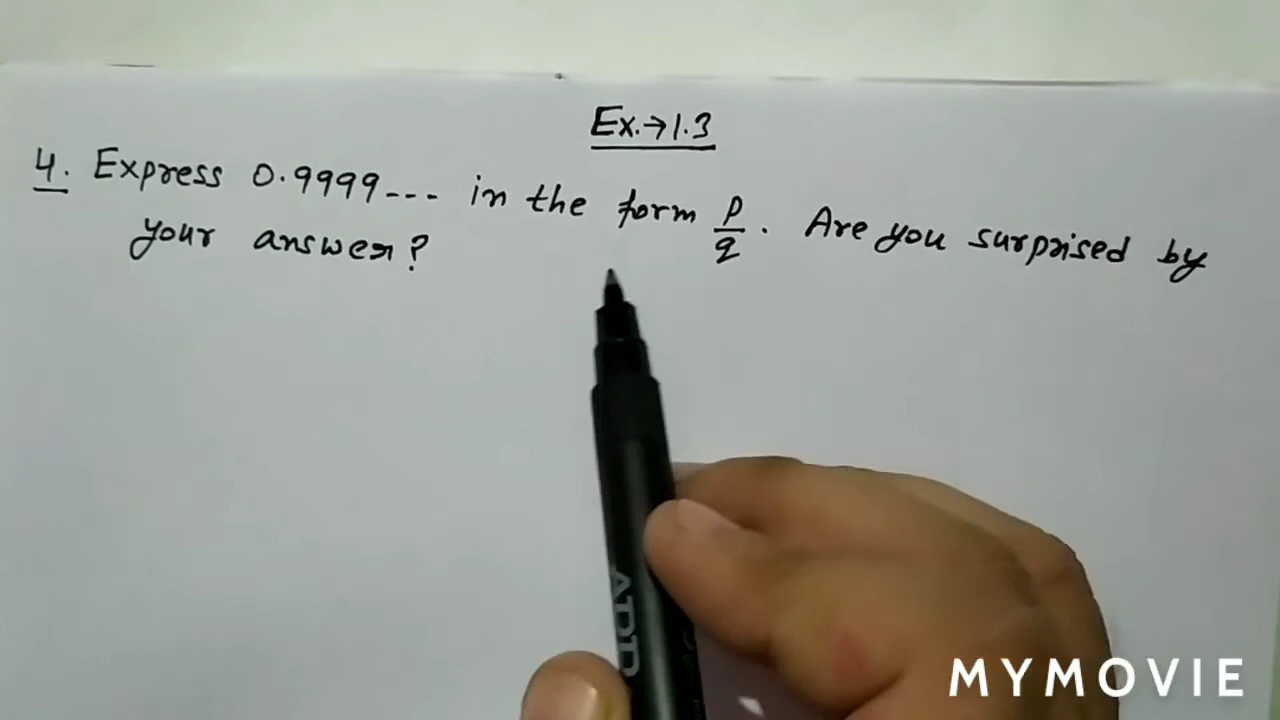 Ex.→1.3
4. Express 0.9999--- in the form p/q. Are you surprised by
your answer?
ADD
MYMOVIE